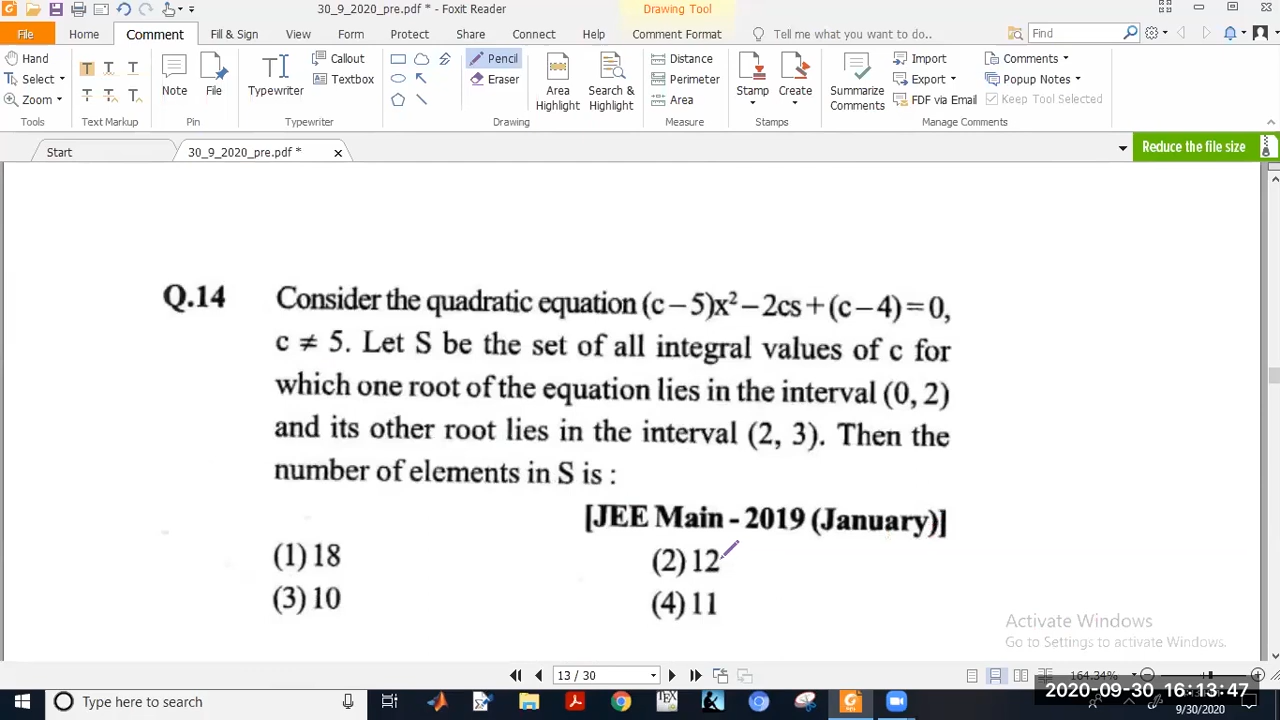 30_9_2020_pre.pdf * - Foxit Reader
Drawing Tool
File Home Comment Fill & Sign View Form Protect Share Connect Help Comment Format Tell me what you want to do.. Find
Hand
Select
Zoom
Tools
Text Markup
Note
File
Pin
Typewriter
Callout
Textbox
Typewriter
Pencil
Eraser
Area Highlight
Search & Highlight
Drawing
Distance
Perimeter
Area
Measure
Stamp
Create
Stamps
Summarize Comments
Import
Export
FDF via Email
Comments
Popup Notes
Keep Tool Selected
Manage Comments
Start
30_9_2020_pre.pdf *
Reduce the file size
Q.14 Consider the quadratic equation (c – 5)x² – 2cs + (c – 4) = 0,
c ≠ 5. Let S be the set of all integral values of c for
which one root of the equation lies in the interval (0, 2)
and its other root lies in the interval (2, 3). Then the
number of elements in S is :
[JEE Main - 2019 (January)]
(1) 18 (2) 12
(3) 10 (4) 11
Activate Windows
Go to Settings to activate Windows.
13 / 30
164.34%
Type here to search
2020-09-30 16:13:47
9/30/2020